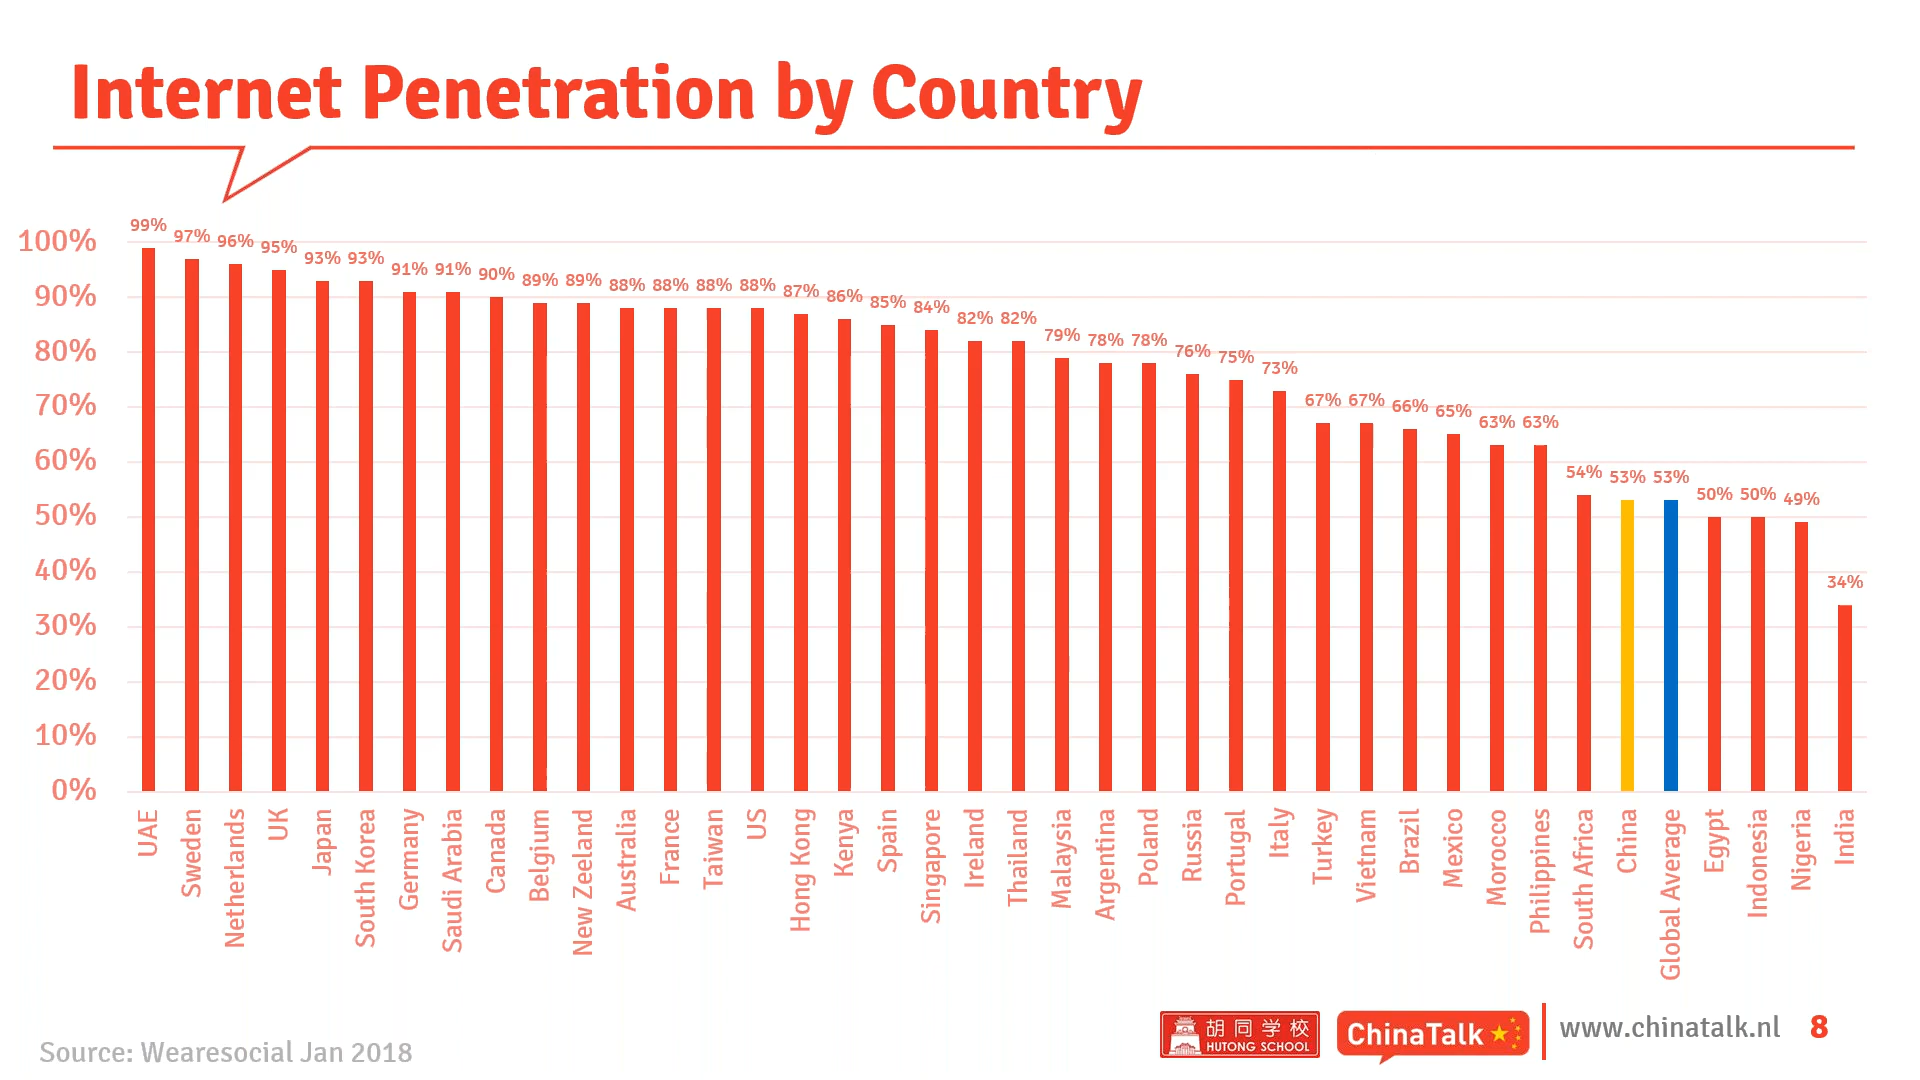 Internet Penetration by Country
99% 97% 96% 95% 93% 93% 91% 91% 90% 89% 89% 88% 88% 88% 88% 87% 86% 85% 84% 82% 82% 79% 78% 78% 76% 75% 73% 67% 67% 66% 65% 63% 63% 54% 53% 53% 50% 50% 49% 34%
100%
90%
80%
70%
60%
50%
40%
30%
20%
10%
0%
UAE
Sweden
Netherlands
UK
Japan
South Korea
Germany
Saudi Arabia
Canada
Belgium
New Zeeland
Australia
France
Taiwan
US
Hong Kong
Kenya
Spain
Singapore
Ireland
Thailand
Malaysia
Argentina
Poland
Russia
Portugal
Italy
Turkey
Vietnam
Brazil
Mexico
Morocco
Philippines
South Africa
China
Global Average
Egypt
Indonesia
Nigeria
India
Source: Wearesocial Jan 2018
胡同学校
HUTONG SCHOOL
ChinaTalk
www.chinatalk.nl 8